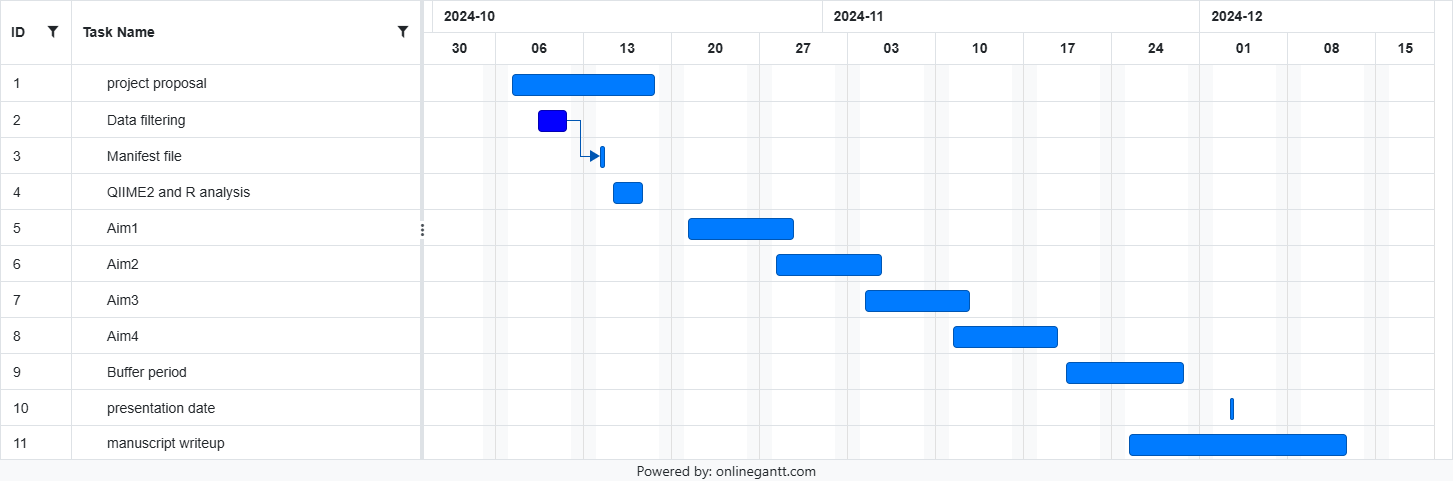 ID Task Name 2024-10 2024-11 2024-12
30 06 13 20 27 03 10 17 24 01 08 15
1 project proposal
2 Data filtering
3 Manifest file
4 QIIME2 and R analysis
5 Aim1
6 Aim2
7 Aim3
8 Aim4
9 Buffer period
10 presentation date
11 manuscript writeup
Powered by: onlinegantt.com